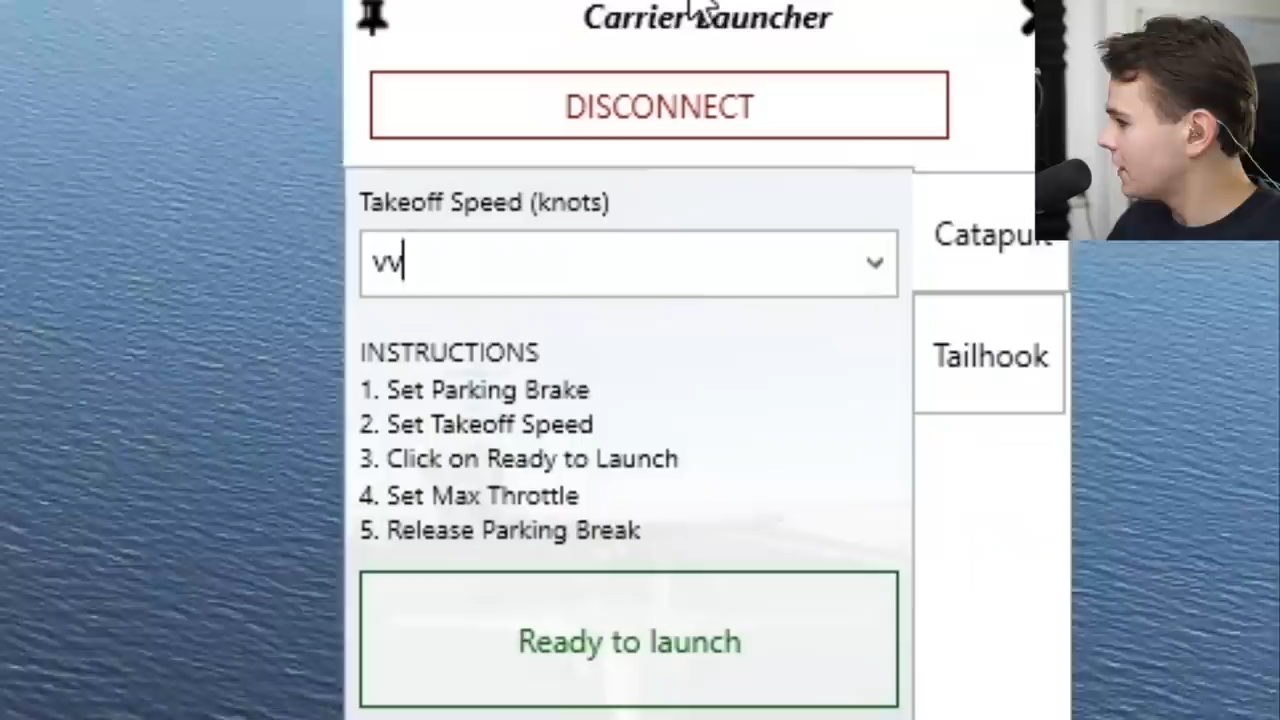 Carrier Launcher
DISCONNECT
Takeoff Speed (knots)
vv
Catapult
Tailhook
INSTRUCTIONS
1. Set Parking Brake
2. Set Takeoff Speed
3. Click on Ready to Launch
4. Set Max Throttle
5. Release Parking Break
Ready to launch